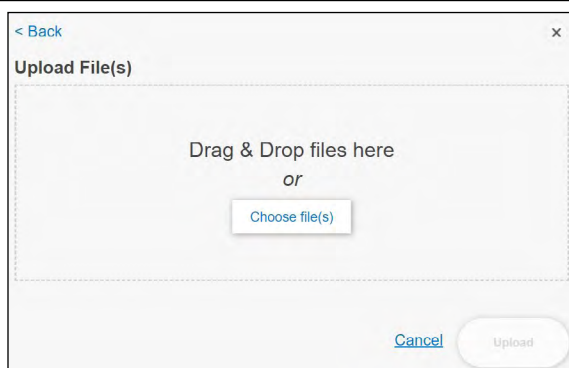 < Back
x
Upload File(s)
Drag & Drop files here
or
Choose file(s)
Cancel
Upload